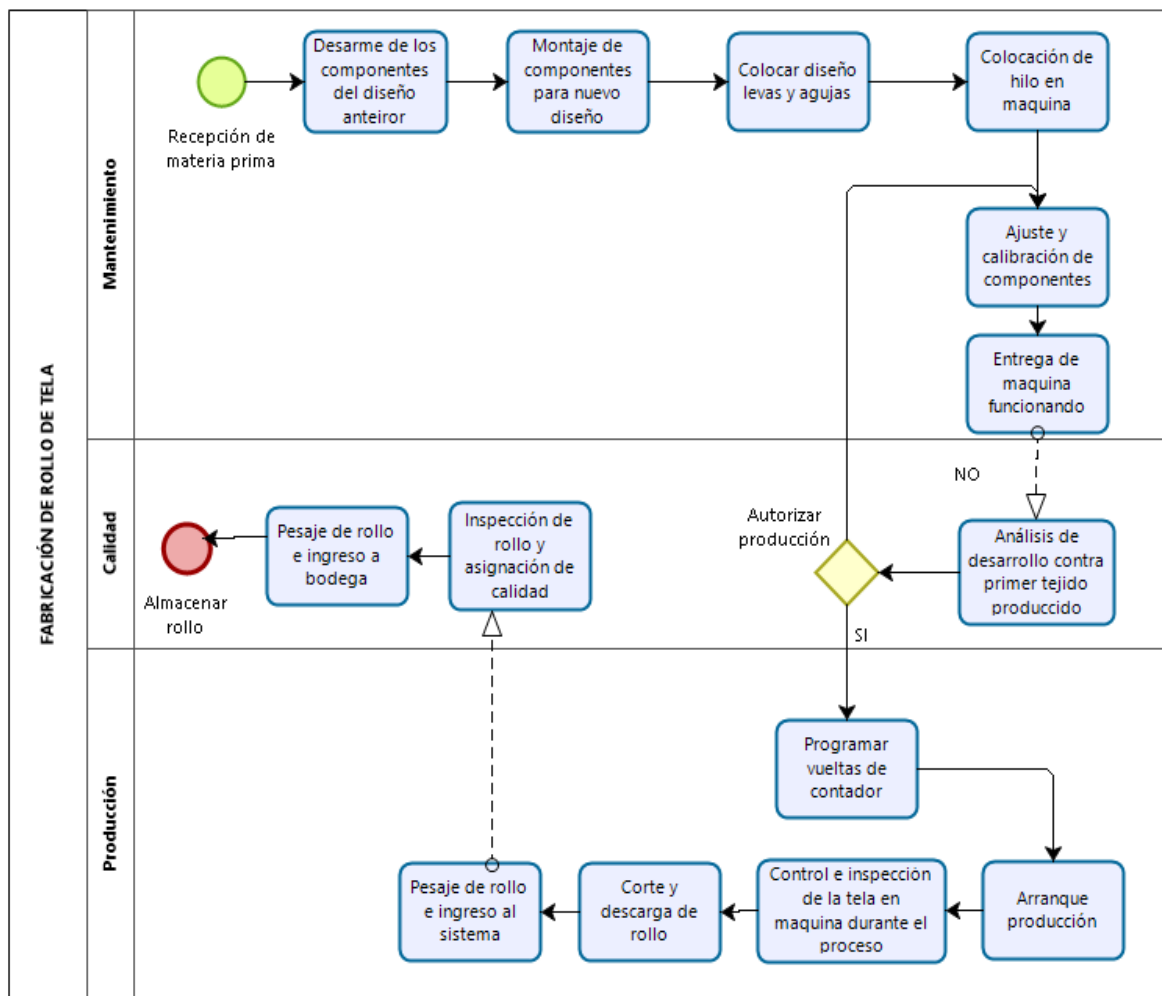 FABRICACIÓN DE ROLLO DE TELA
Mantenimiento
Recepción de
materia prima
Desarme de los
componentes
del diseño
anteiror
Montaje de
componentes
para nuevo
diseño
Colocar diseño
levas y agujas
Colocación de
hilo en
maquina
Ajuste y
calibración de
componentes
Entrega de
maquina
funcionando
Calidad
NO
Análisis de
desarrollo contra
primer tejido
produccido
Autorizar
producción
SI
Inspección de
rollo y
asignación de
calidad
Pesaje de rollo
e ingreso a
bodega
Almacenar
rollo
Producción
Programar
vueltas de
contador
Arranque
producción
Control e inspección
de la tela en
maquina durante el
proceso
Corte y
descarga de
rollo
Pesaje de rollo
e ingreso al
sistema